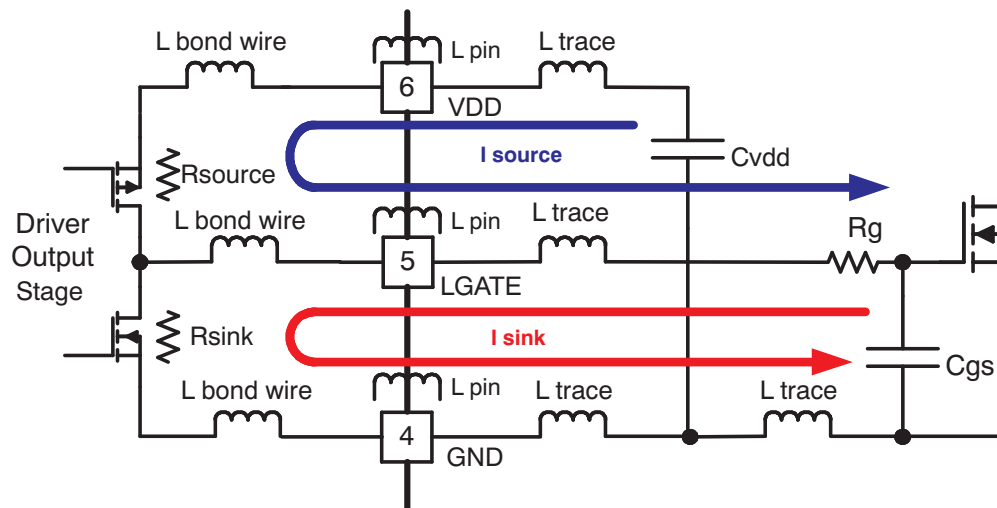 L bond wire
L pin
L trace
6
VDD
I source
Cvdd
Rsource
L bond wire
L pin
L trace
Driver
Output
Stage
5
LGATE
Rg
Rsink
I sink
L bond wire
L pin
L trace
L trace
Cgs
4
GND